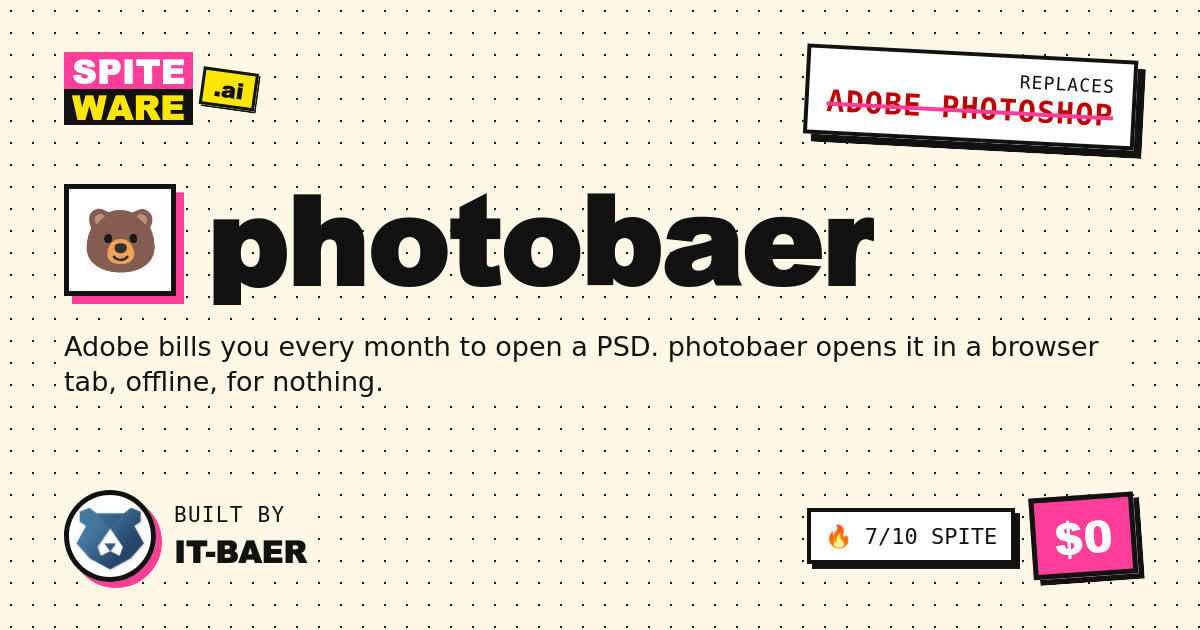 SPITE
WARE
.ai
REPLACES
ADOBE PHOTOSHOP
photobaer
Adobe bills you every month to open a PSD. photobaer opens it in a browser
tab, offline, for nothing.
BUILT BY
IT-BAER
7/10 SPITE
$0